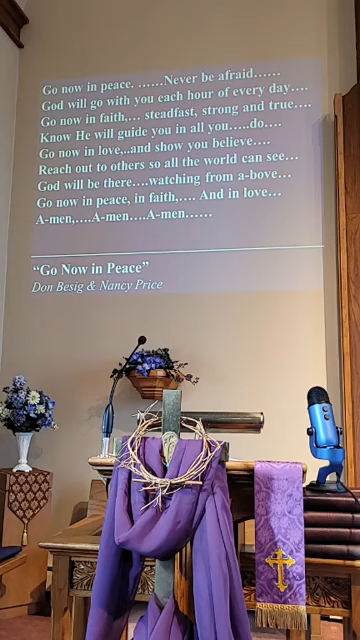 Go now in peace. ......Never be afraid......
God will go with you each hour of every day....
Go now in faith,... steadfast, strong and true....
Know He will guide you in all you.....do....
Go now in love,..and show you believe....
Reach out to others so all the world can see...
God will be there....watching from a-bove...
Go now in peace, in faith,.... And in love...
A-men,....A-men....A-men......
“Go Now in Peace”
Don Besig & Nancy Price